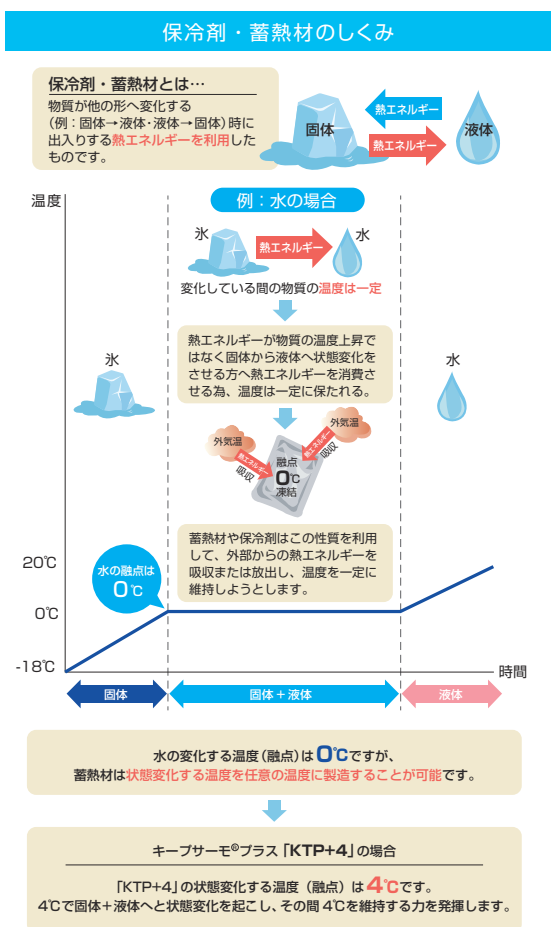 保冷剤・蓄熱材のしくみ
保冷剤・蓄熱材とは…
物質が他の形へ変化する
(例：固体→液体・液体→固体)時に
出入りする熱エネルギーを利用した
ものです。
固体
熱エネルギー
熱エネルギー
液体
温度
例：水の場合
氷
熱エネルギー
水
変化している間の物質の温度は一定
熱エネルギーが物質の温度上昇で
はなく固体から液体へ状態変化を
させる方へ熱エネルギーを消費さ
せる為、温度は一定に保たれる。
氷
水
外気温
熱エネルギー
吸収
外気温
熱エネルギー
吸収
融点
0℃
凍結
蓄熱材や保冷剤はこの性質を利用
して、外部からの熱エネルギーを
吸収または放出し、温度を一定に
維持しようとします。
水の融点は
0℃
20℃
0℃
-18℃
時間
固体
固体＋液体
液体
水の変化する温度(融点)は0℃ですが、
蓄熱材は状態変化する温度を任意の温度に製造することが可能です。
キープサーモ®プラス「KTP+4」の場合
「KTP+4」の状態変化する温度（融点）は4℃です。
4℃で固体＋液体へと状態変化を起こし、その間4℃を維持する力を発揮します。